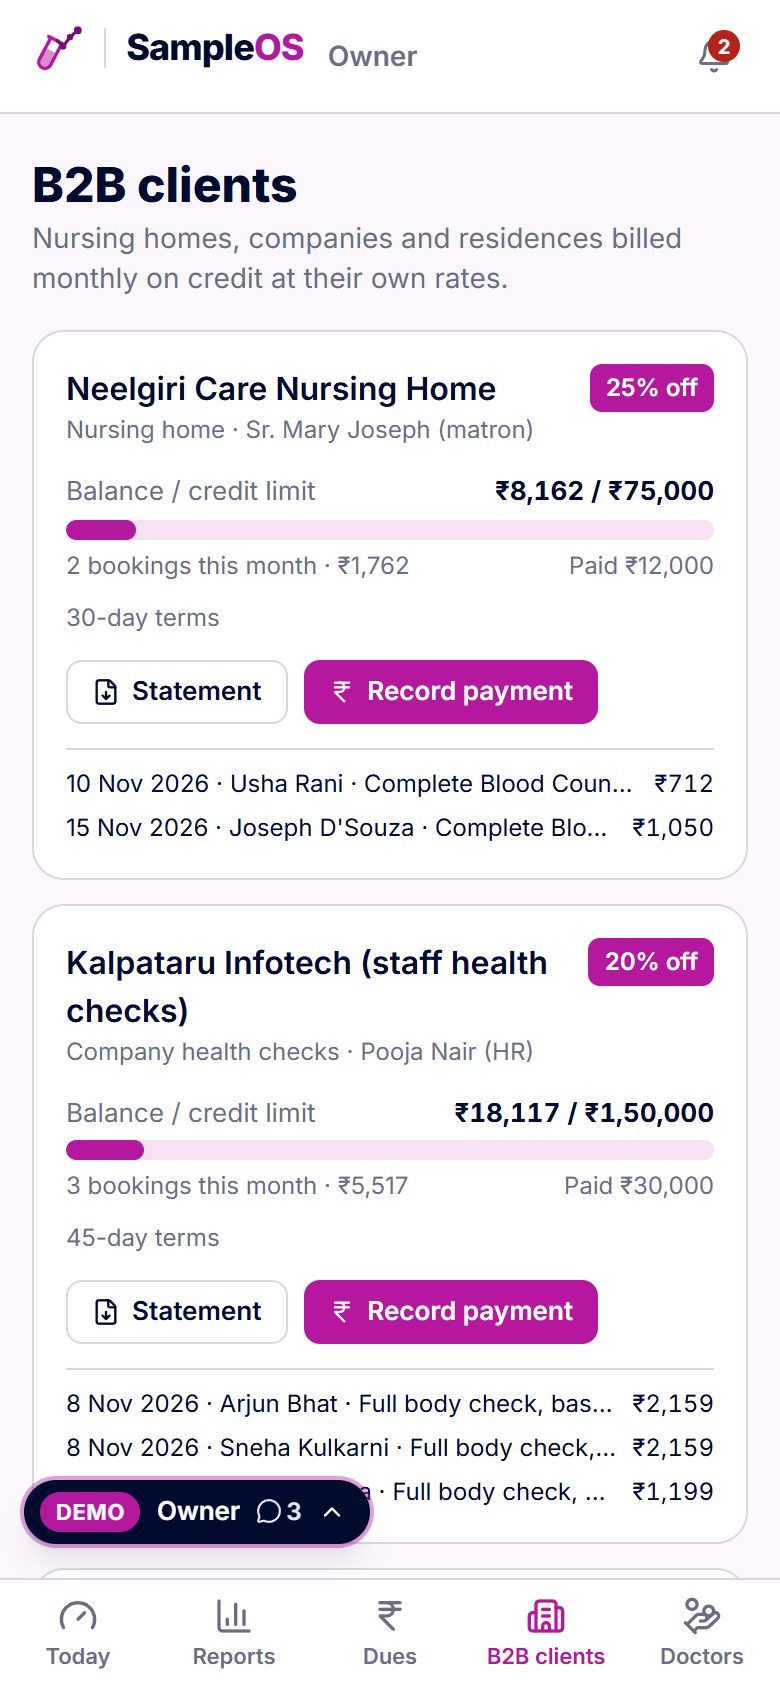 SampleOS Owner 2
B2B clients
Nursing homes, companies and residences billed
monthly on credit at their own rates.
Neelgiri Care Nursing Home 25% off
Nursing home · Sr. Mary Joseph (matron)
Balance / credit limit ₹8,162 / ₹75,000
2 bookings this month · ₹1,762 Paid ₹12,000
30-day terms
Statement ₹ Record payment
10 Nov 2026 · Usha Rani · Complete Blood Coun... ₹712
15 Nov 2026 · Joseph D'Souza · Complete Blo... ₹1,050
Kalpataru Infotech (staff health 20% off
checks)
Company health checks · Pooja Nair (HR)
Balance / credit limit ₹18,117 / ₹1,50,000
3 bookings this month · ₹5,517 Paid ₹30,000
45-day terms
Statement ₹ Record payment
8 Nov 2026 · Arjun Bhat · Full body check, bas... ₹2,159
8 Nov 2026 · Sneha Kulkarni · Full body check,... ₹2,159
· Full body check, ... ₹1,199
DEMO Owner 3
Today Reports Dues B2B clients Doctors